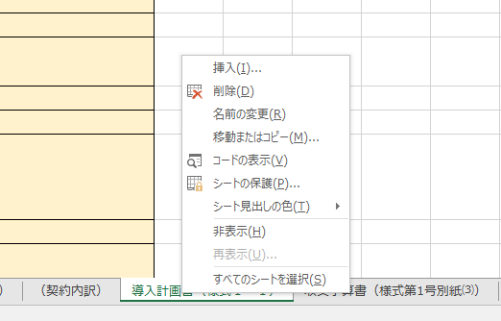 挿入(I)...
削除(D)
名前の変更(R)
移動またはコピー(M)...
コードの表示(V)
シートの保護(P)...
シート見出しの色(T)
非表示(H)
再表示(U)...
すべてのシートを選択(S)
) (契約内訳) 導入計画書 算書（様式第1号別紙(3)）